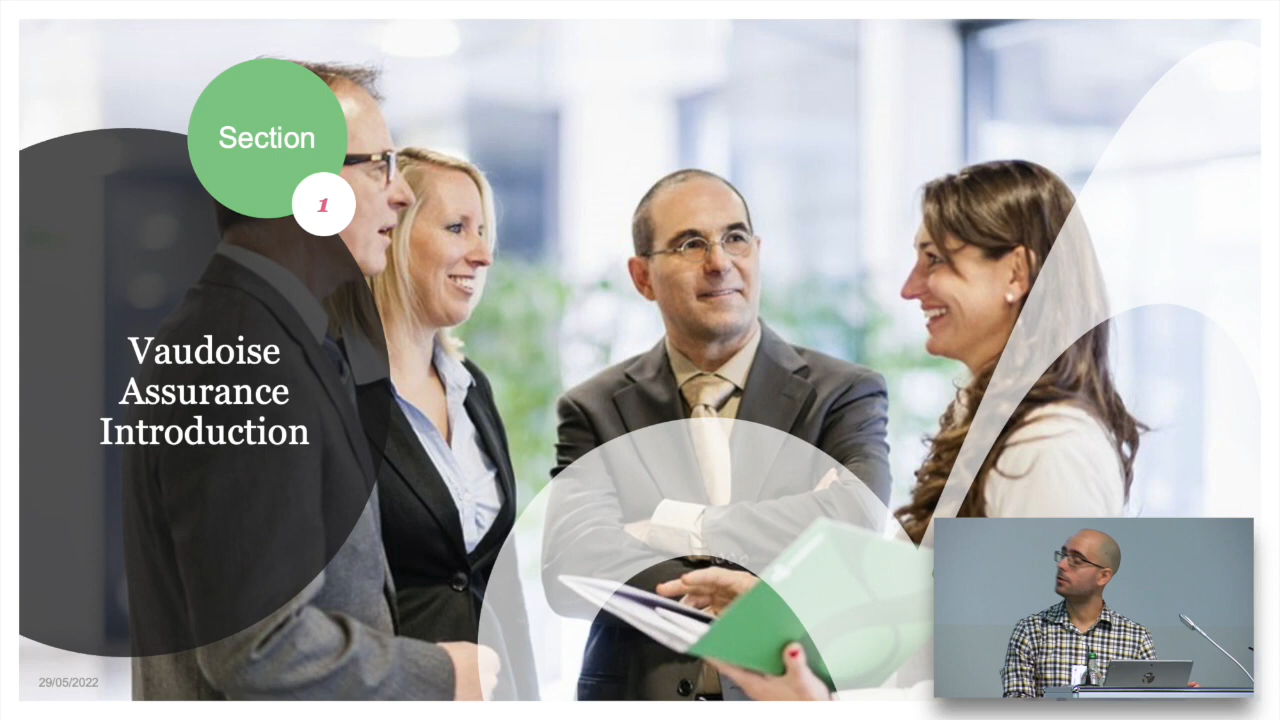 Section
1
Vaudoise
Assurance
Introduction
29/05/2022